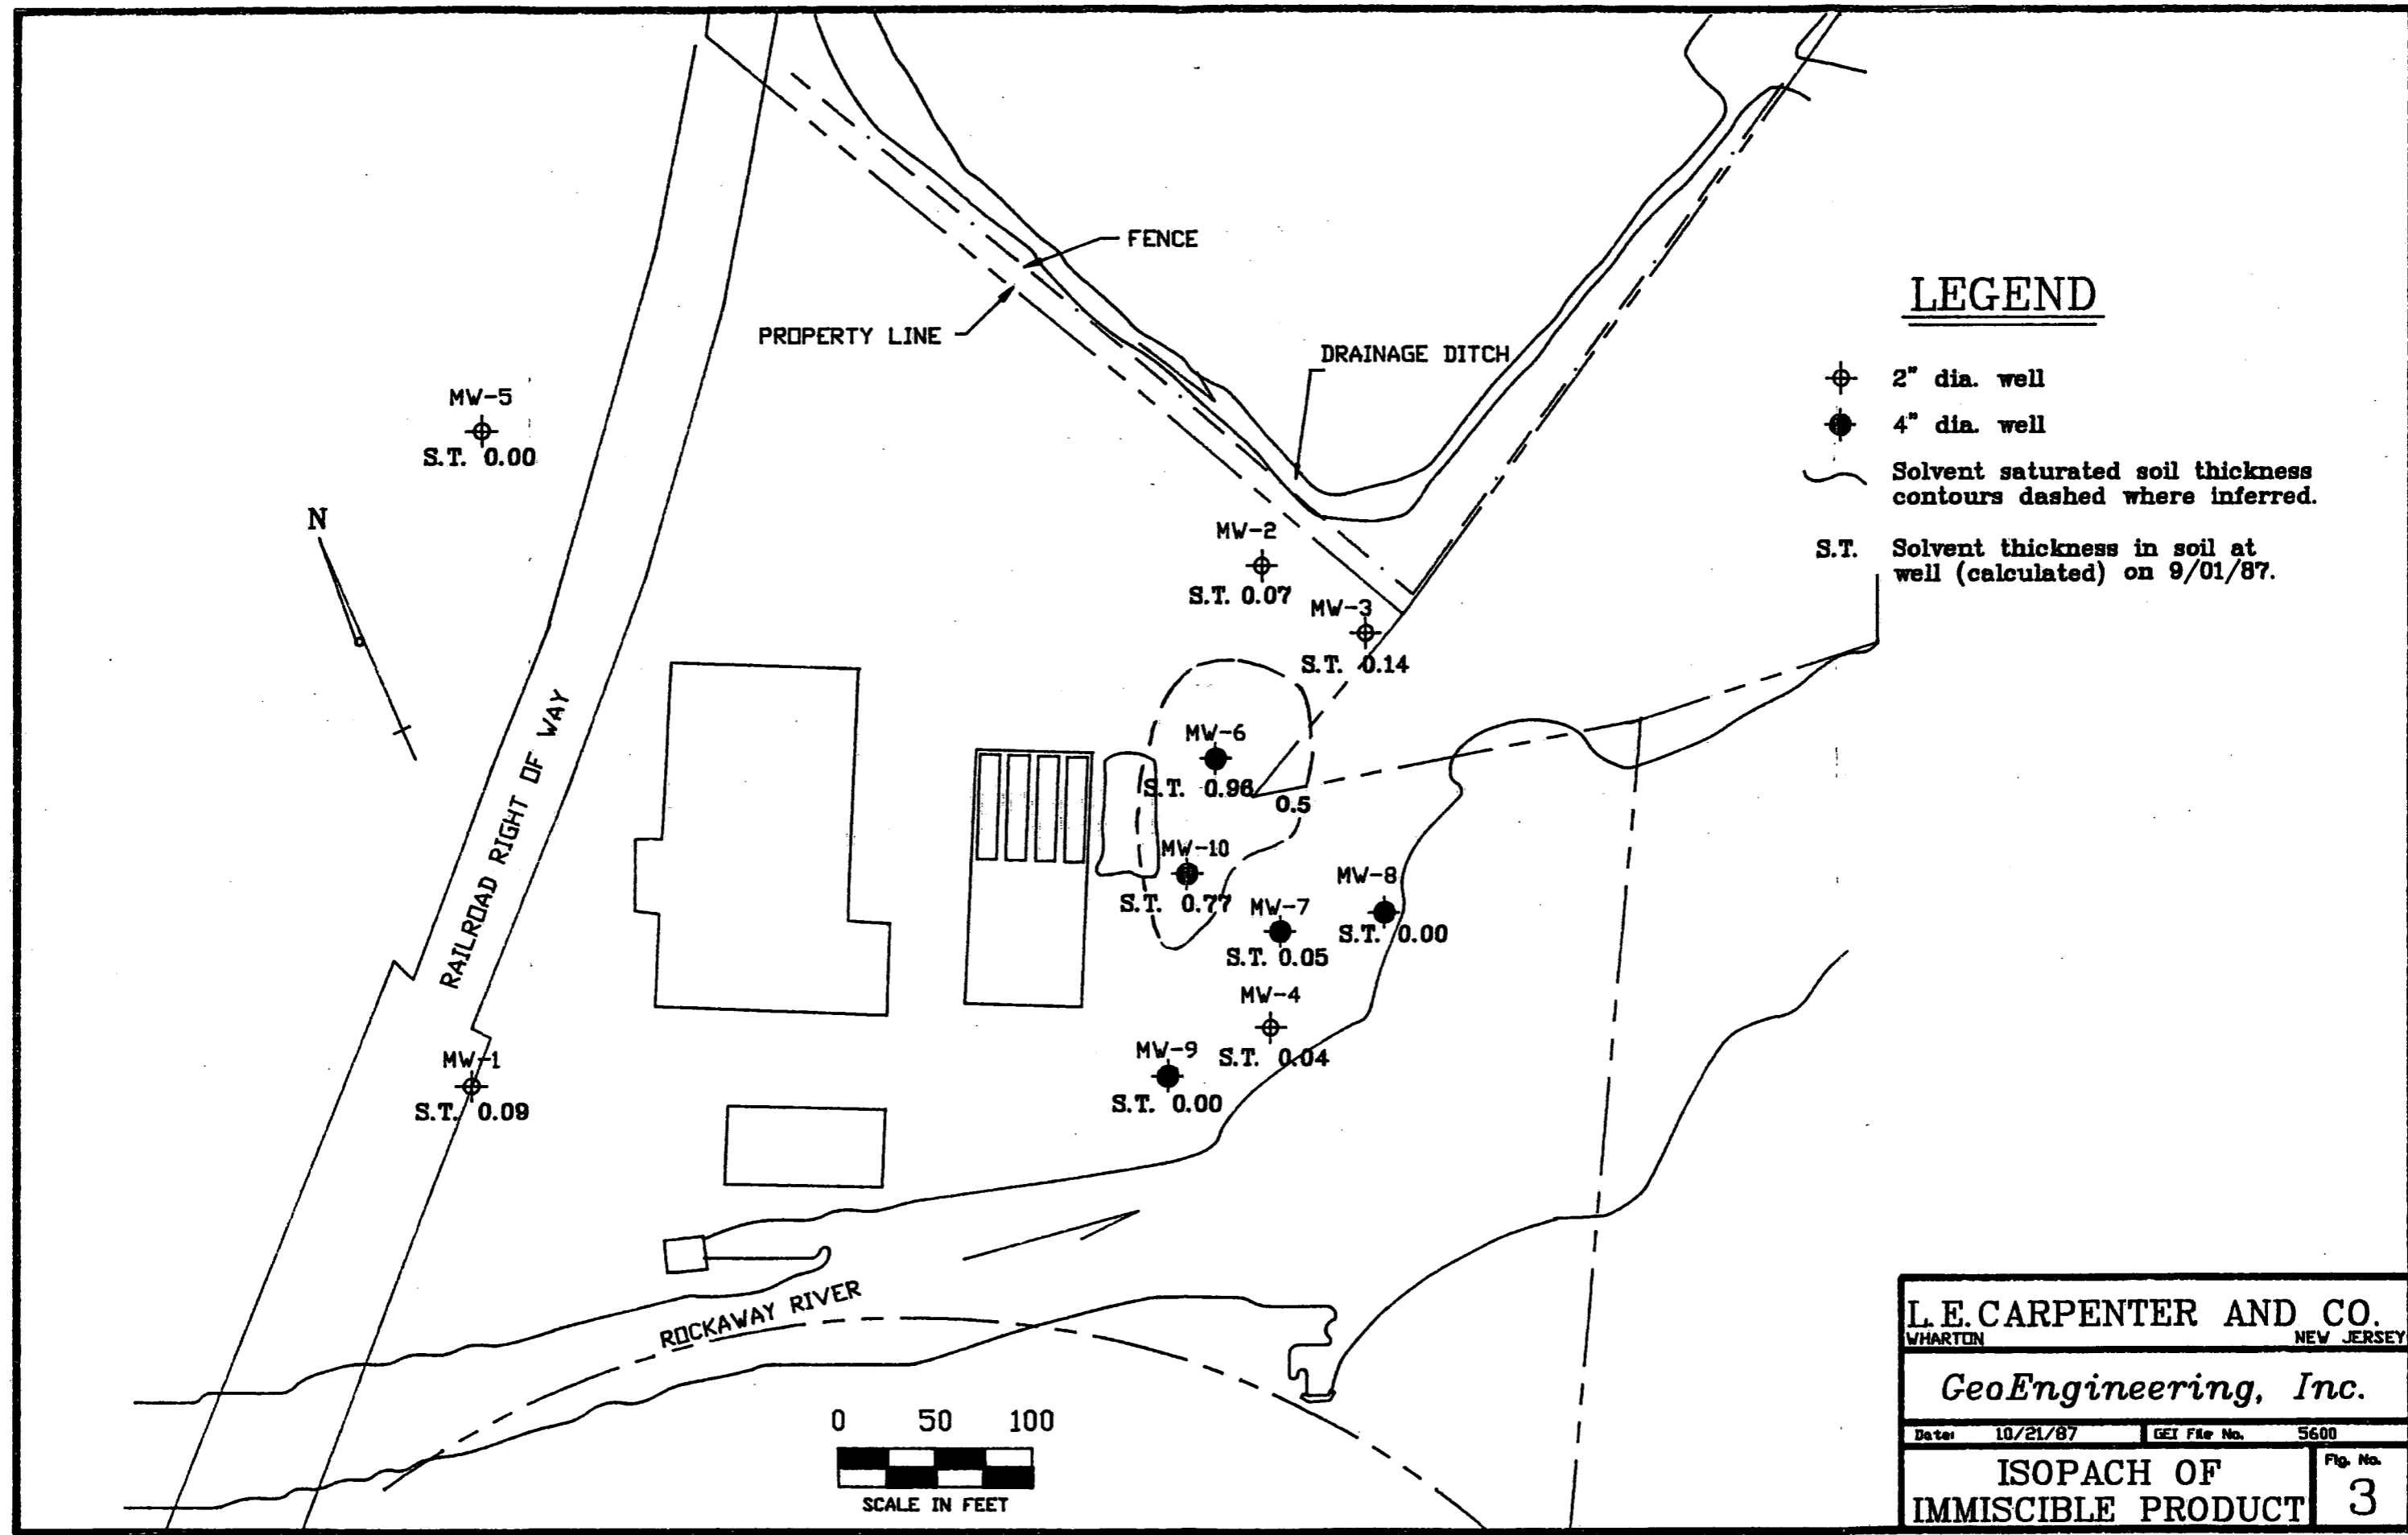 FENCE
PROPERTY LINE
DRAINAGE DITCH
LEGEND
2" dia. well
4" dia. well
Solvent saturated soil thickness
contours dashed where inferred.
S.T. Solvent thickness in soil at
well (calculated) on 9/01/87.
MW-5
S.T. 0.00
N
MW-2
S.T. 0.07
MW-3
S.T. 0.14
RAILROAD RIGHT OF WAY
MW-6
S.T. 0.96
0.5
MW-10
S.T. 0.77
MW-7
S.T. 0.05
MW-8
S.T. 0.00
MW-4
S.T. 0.04
MW-9
S.T. 0.00
MW-1
S.T. 0.09
ROCKAWAY RIVER
0 50 100
SCALE IN FEET
L.E. CARPENTER AND CO.
WHARTON NEW JERSEY
GeoEngineering, Inc.
Date: 10/21/87 GEI File No. 5600
ISOPACH OF
IMMISCIBLE PRODUCT
Fig. No.
3